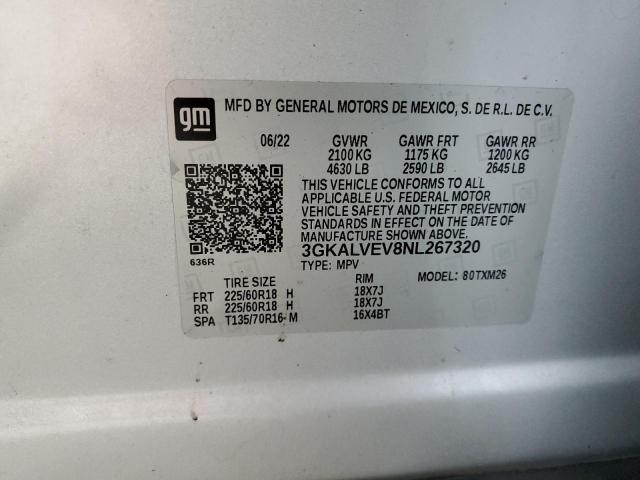 gm
MFD BY GENERAL MOTORS DE MEXICO, S. DE R.L. DE C.V.
06/22 GVWR GAWR FRT GAWR RR
2100 KG 1175 KG 1200 KG
4630 LB 2590 LB 2645 LB
THIS VEHICLE CONFORMS TO ALL
APPLICABLE U.S. FEDERAL MOTOR
VEHICLE SAFETY AND THEFT PREVENTION
STANDARDS IN EFFECT ON THE DATE OF
MANUFACTURE SHOWN ABOVE.
3GKALVEV8NL267320
636R
TYPE: MPV MODEL: 80TXM26
TIRE SIZE RIM
FRT 225/60R18 H 18X7J
RR 225/60R18 H 18X7J
SPA T135/70R16- M 16X4BT